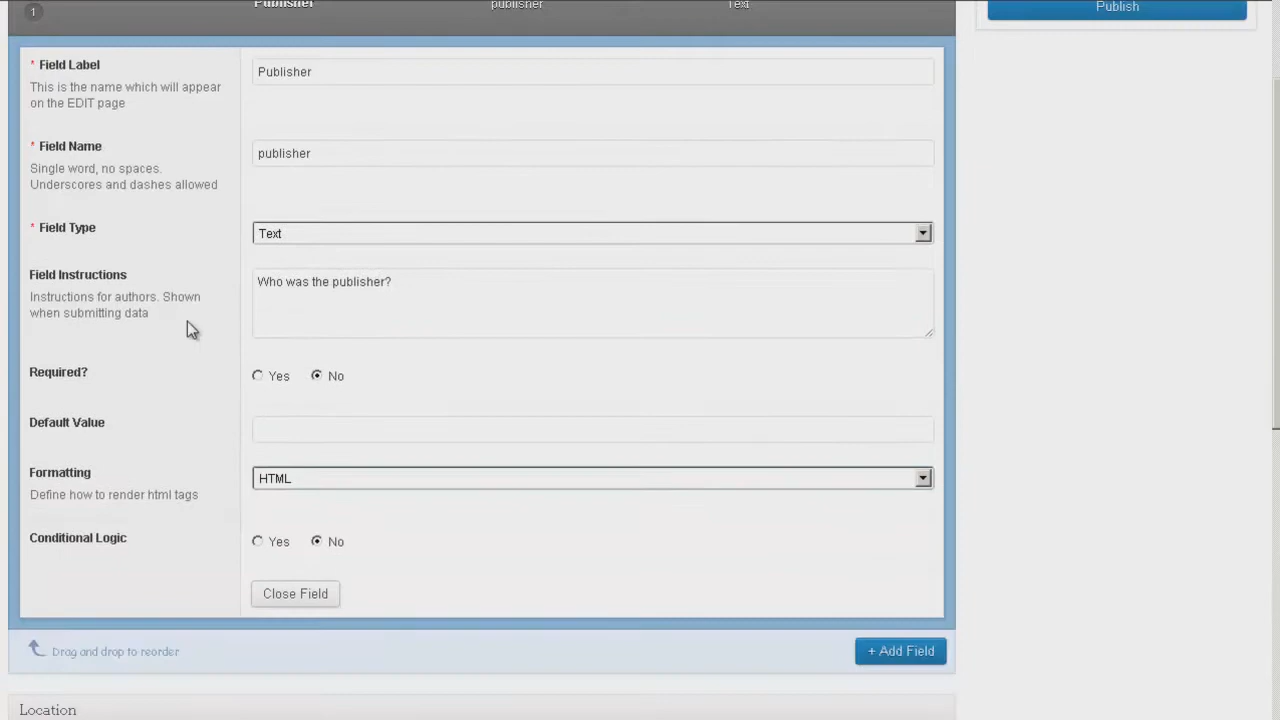 1 Publisher publisher Text
Publish
* Field Label
This is the name which will appear
on the EDIT page
Publisher
* Field Name
Single word, no spaces.
Underscores and dashes allowed
publisher
* Field Type
Text
Field Instructions
Instructions for authors. Shown
when submitting data
Who was the publisher?
Required?
Yes No
Default Value
Formatting
Define how to render html tags
HTML
Conditional Logic
Yes No
Close Field
Drag and drop to reorder
+ Add Field
Location